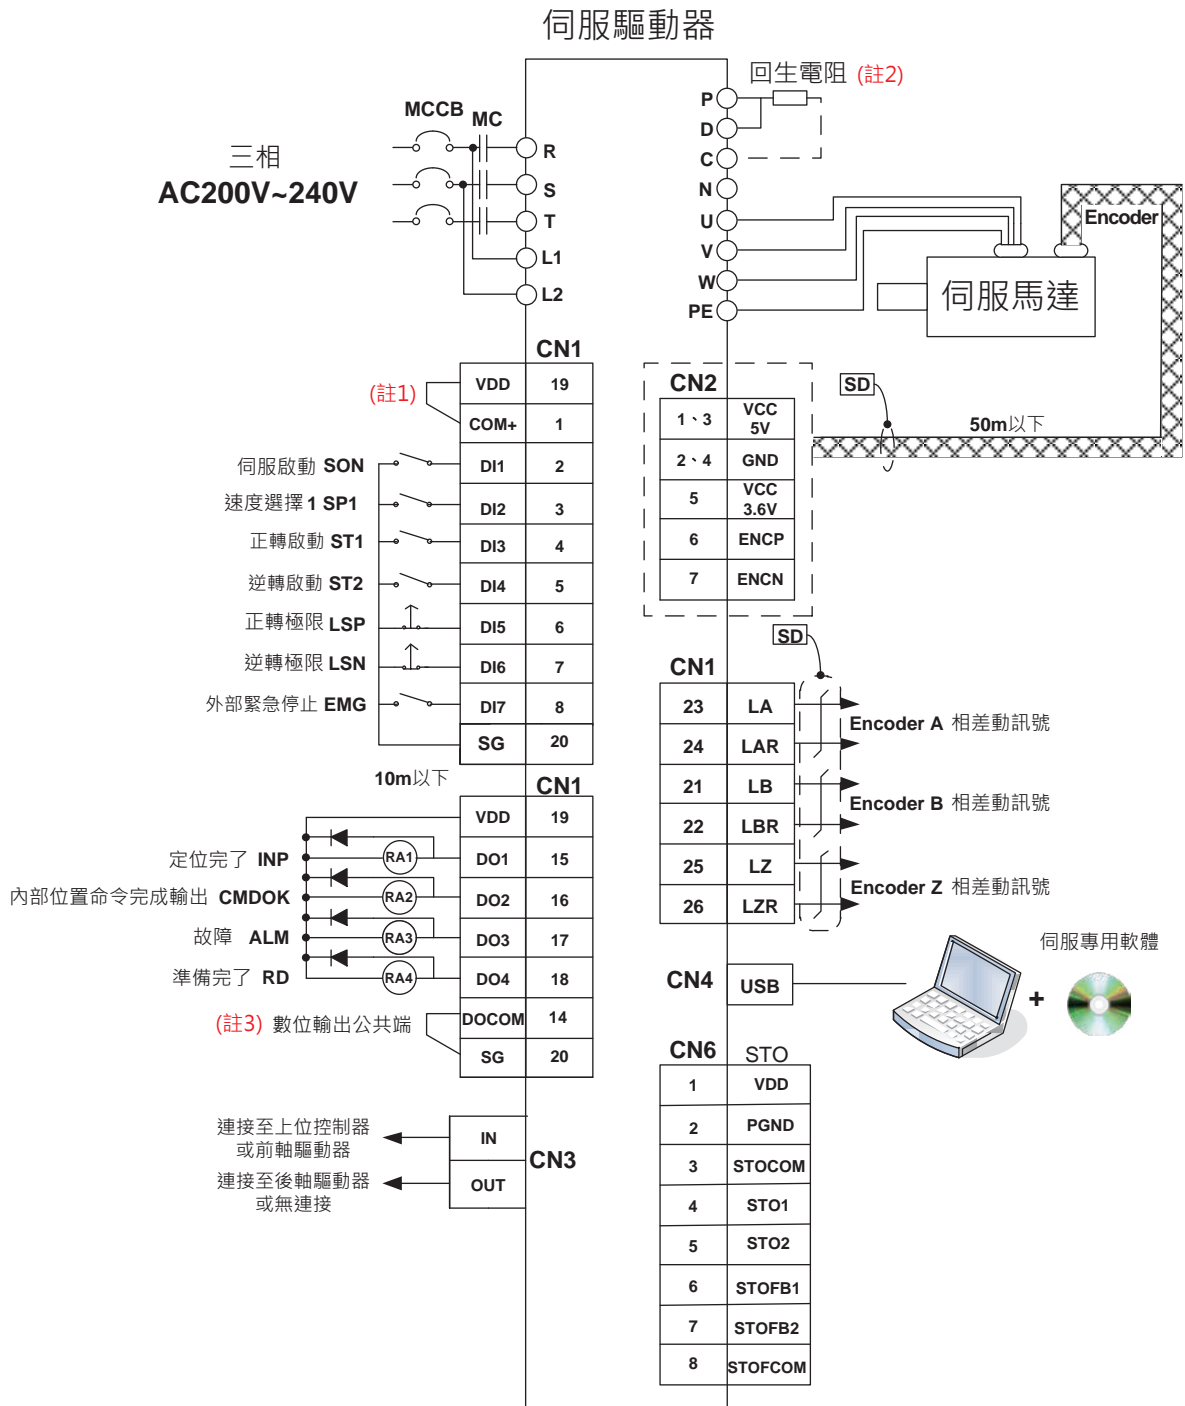 伺服驅動器
MCCB
MC
三相
AC200V~240V
R
S
T
L1
L2
回生電阻 (註2)
P
D
C
N
U
V
W
PE
Encoder
伺服馬達
SD
50m以下
CN1
(註1)
VDD 19
COM+ 1
伺服啟動 SON DI1 2
速度選擇 1 SP1 DI2 3
正轉啟動 ST1 DI3 4
逆轉啟動 ST2 DI4 5
正轉極限 LSP DI5 6
逆轉極限 LSN DI6 7
外部緊急停止 EMG DI7 8
SG 20
10m以下
CN2
1、3 VCC 5V
2、4 GND
5 VCC 3.6V
6 ENCP
7 ENCN
SD
CN1
23 LA
24 LAR
Encoder A 相差動訊號
21 LB
22 LBR
Encoder B 相差動訊號
25 LZ
26 LZR
Encoder Z 相差動訊號
CN1
VDD 19
定位完了 INP RA1 DO1 15
內部位置命令完成輸出 CMDOK RA2 DO2 16
故障 ALM RA3 DO3 17
準備完了 RD RA4 DO4 18
(註3) 數位輸出公共端 DOCOM 14
SG 20
CN4 USB
伺服專用軟體
+
連接至上位控制器
或前軸驅動器
IN
CN3
連接至後軸驅動器
或無連接
OUT
CN6 STO
1 VDD
2 PGND
3 STOCOM
4 STO1
5 STO2
6 STOFB1
7 STOFB2
8 STOFCOM